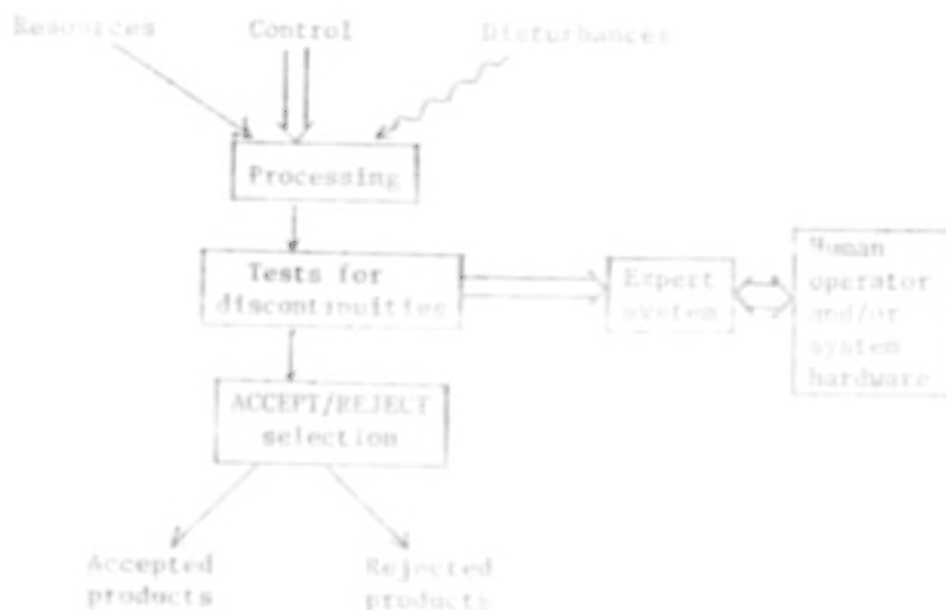 Resources
Control
Disturbances
Processing
Tests for
discontinuities
Expert
system
Human
operator
and/or
system
hardware
ACCEPT/REJECT
selection
Accepted
products
Rejected
products